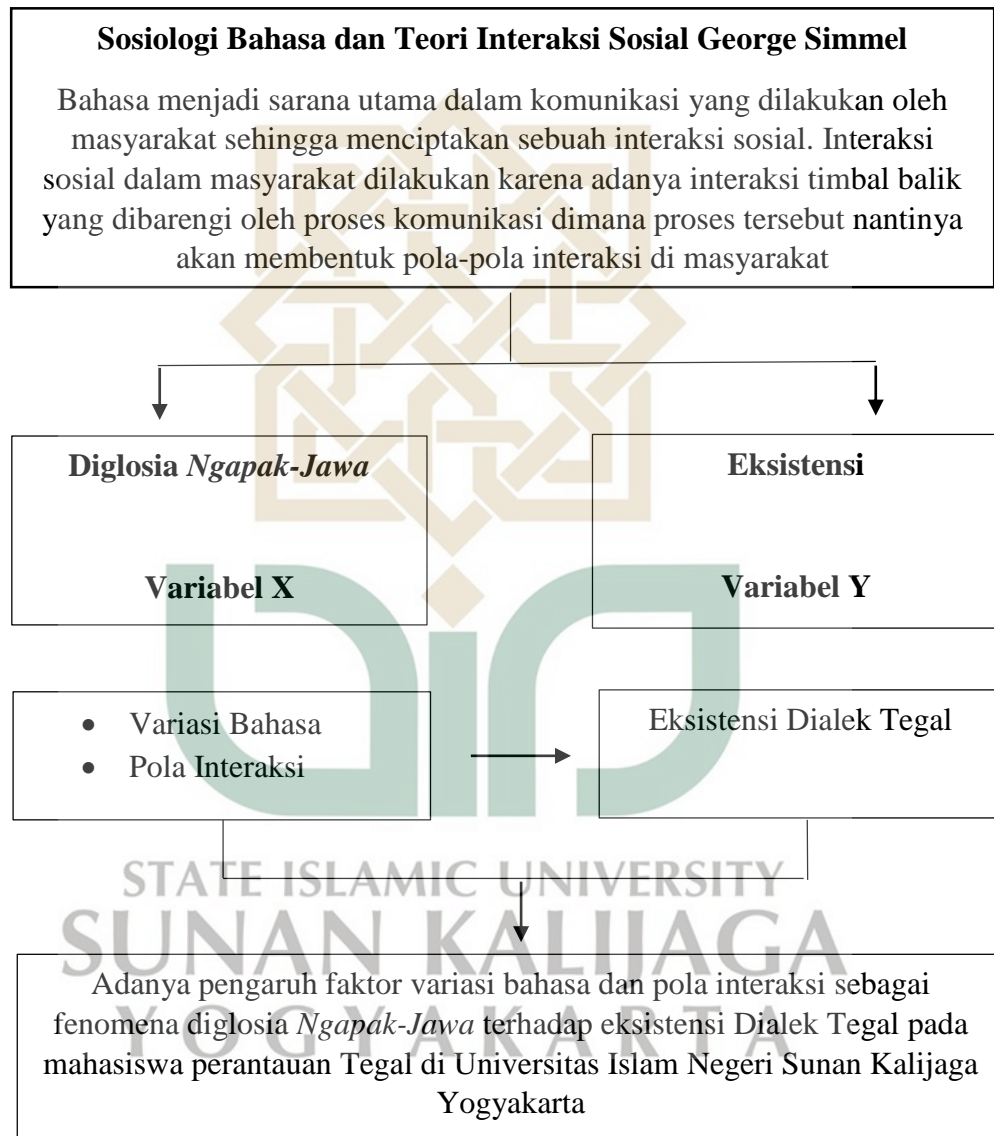 Sosiologi Bahasa dan Teori Interaksi Sosial George Simmel
Bahasa menjadi sarana utama dalam komunikasi yang dilakukan oleh
masyarakat sehingga menciptakan sebuah interaksi sosial. Interaksi
sosial dalam masyarakat dilakukan karena adanya interaksi timbal balik
yang dibarengi oleh proses komunikasi dimana proses tersebut nantinya
akan membentuk pola-pola interaksi di masyarakat
Diglosia Ngapak-Jawa
Variabel X
Eksistensi
Variabel Y
• Variasi Bahasa
• Pola Interaksi
Eksistensi Dialek Tegal
STATE ISLAMIC UNIVERSITY
SUNAN KALIJAGA
YOGYAKARTA
Adanya pengaruh faktor variasi bahasa dan pola interaksi sebagai
fenomena diglosia Ngapak-Jawa terhadap eksistensi Dialek Tegal pada
mahasiswa perantauan Tegal di Universitas Islam Negeri Sunan Kalijaga
Yogyakarta